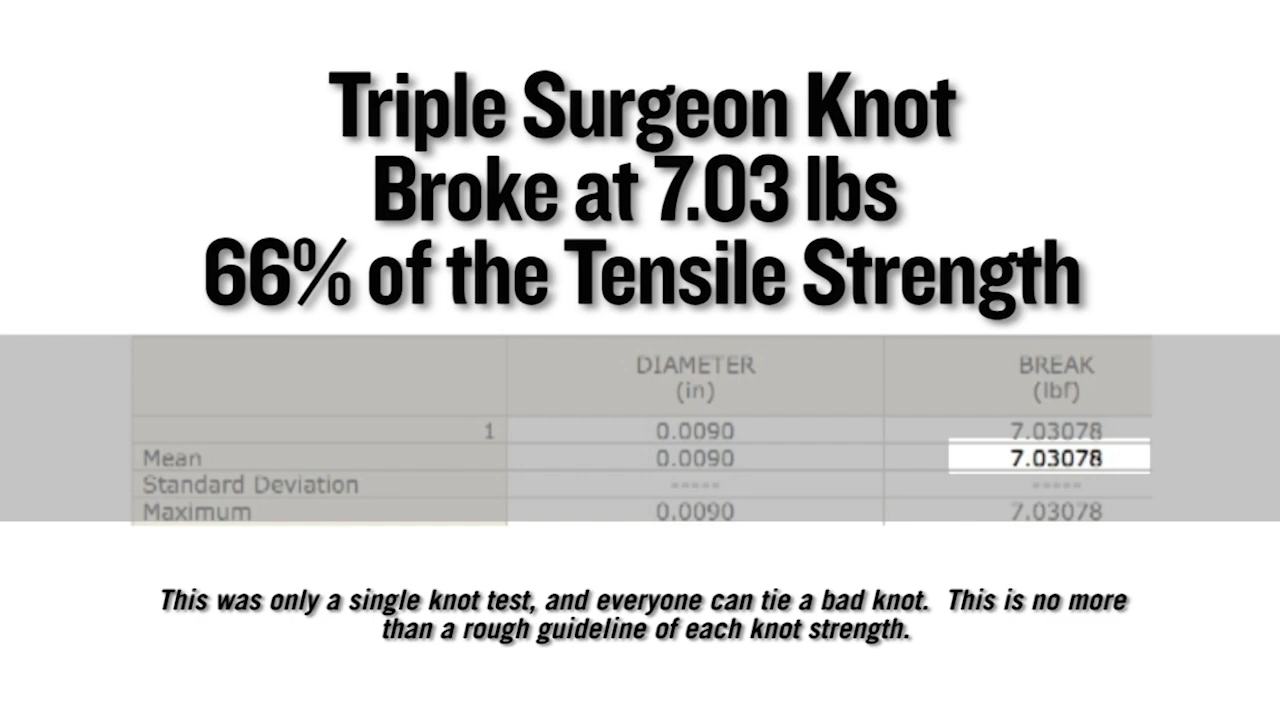 Triple Surgeon Knot
Broke at 7.03 lbs
66% of the Tensile Strength
DIAMETER BREAK
(in) (lbf)
1 0.0090 7.03078
Mean 0.0090 7.03078
Standard Deviation ----- -----
Maximum 0.0090 7.03078
This was only a single knot test, and everyone can tie a bad knot.  This is no more
than a rough guideline of each knot strength.